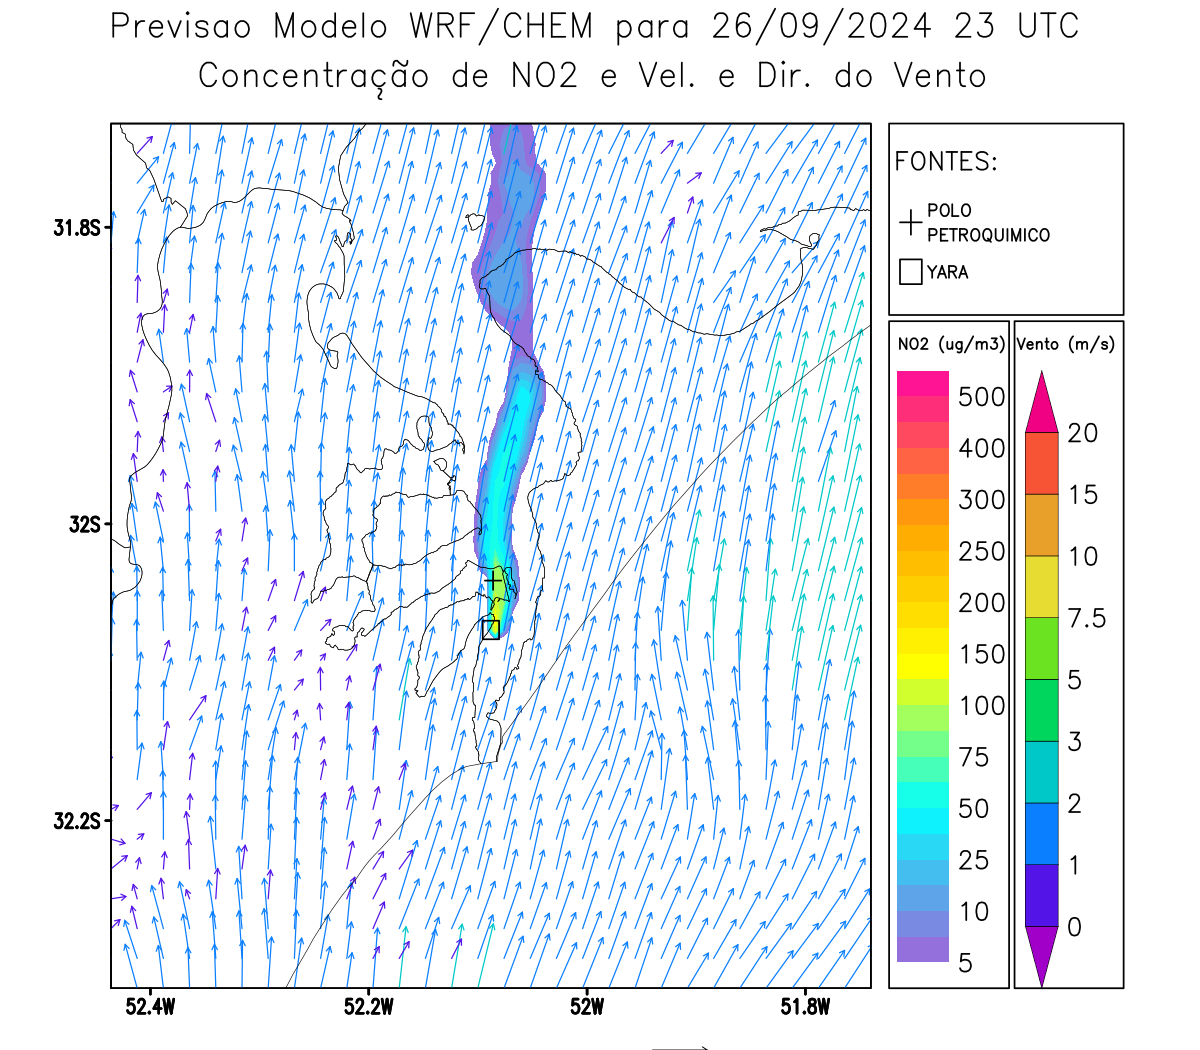 Previsao Modelo WRF/CHEM para 26/09/2024 23 UTC
Concentração de NO2 e Vel. e Dir. do Vento
FONTES:
POLO
PETROQUIMICO
YARA
31.8S
32S
32.2S
52.4W
52.2W
52W
51.8W
NO2 (ug/m3)
500
400
300
250
200
150
100
75
50
25
10
5
Vento (m/s)
20
15
10
7.5
5
3
2
1
0